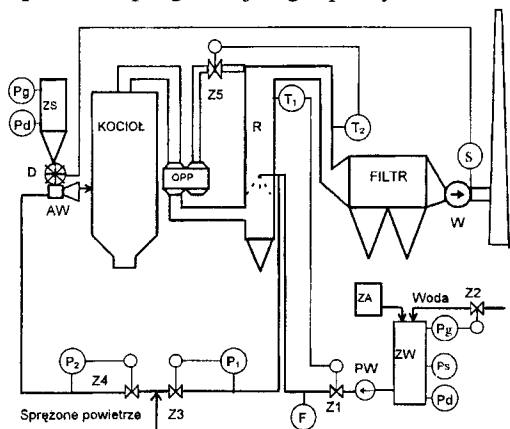 Pg
ZS
Pd
D
AW
KOCIOŁ
OPP
Z5
R
T1
T2
FILTR
S
W
ZA
Woda
Z2
Pg
ZW
Ps
Pd
PW
Z1
F
P2
Z4
Z3
P1
Sprężone powietrze